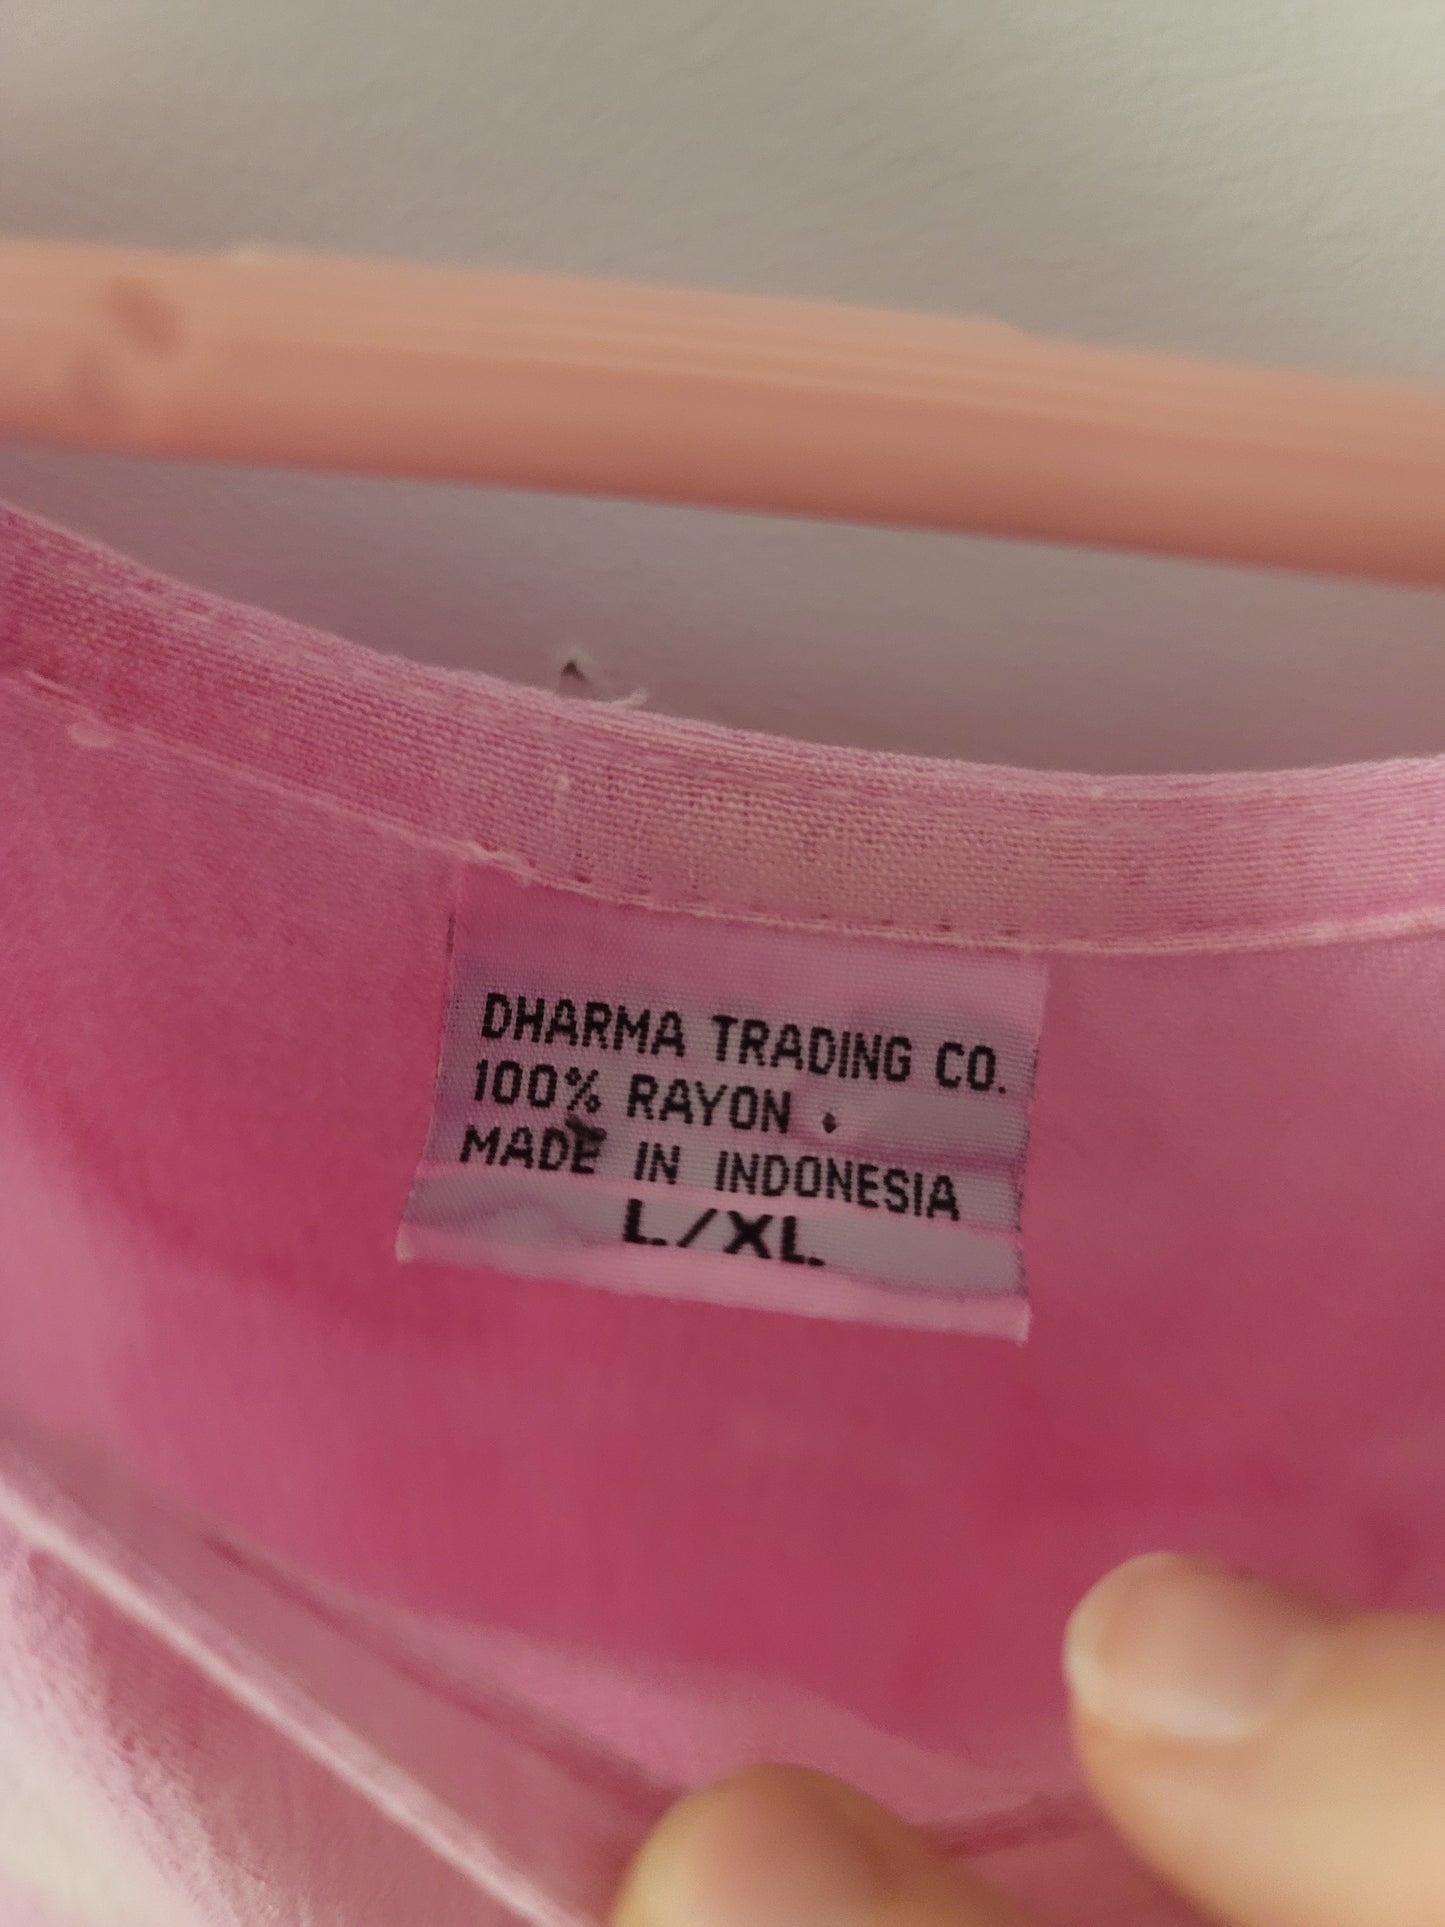 DHARMA TRADING CO.
100% RAYON
MADE IN INDONESIA
L/XL